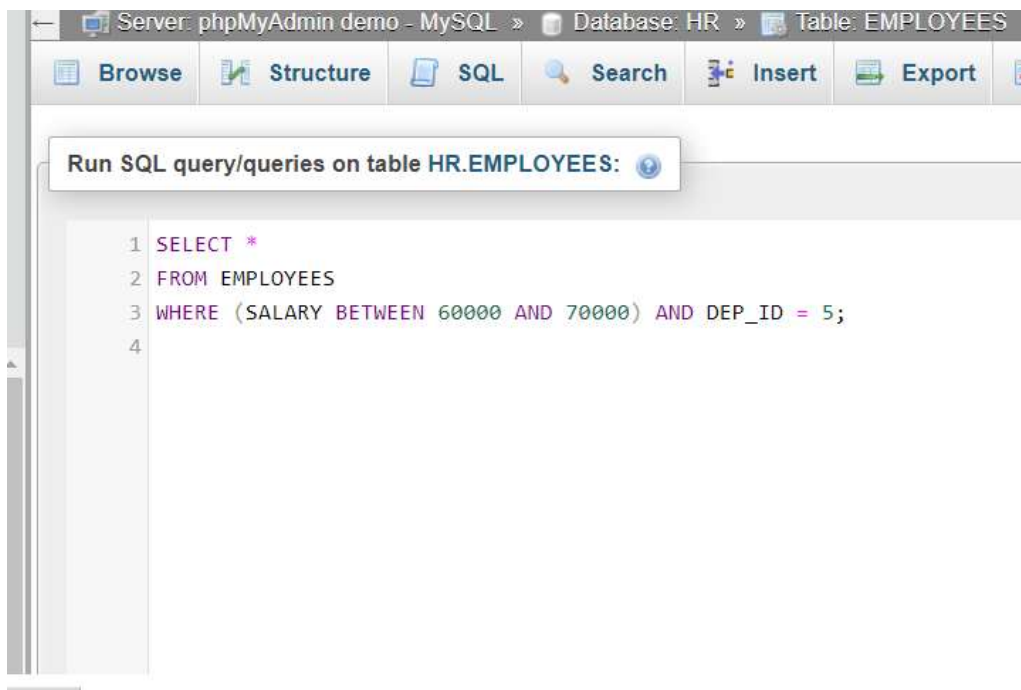 ← Server: phpMyAdmin demo - MySQL » Database: HR » Table: EMPLOYEES
Browse Structure SQL Search Insert Export
Run SQL query/queries on table HR.EMPLOYEES:
1 SELECT *
2 FROM EMPLOYEES
3 WHERE (SALARY BETWEEN 60000 AND 70000) AND DEP_ID = 5;
4